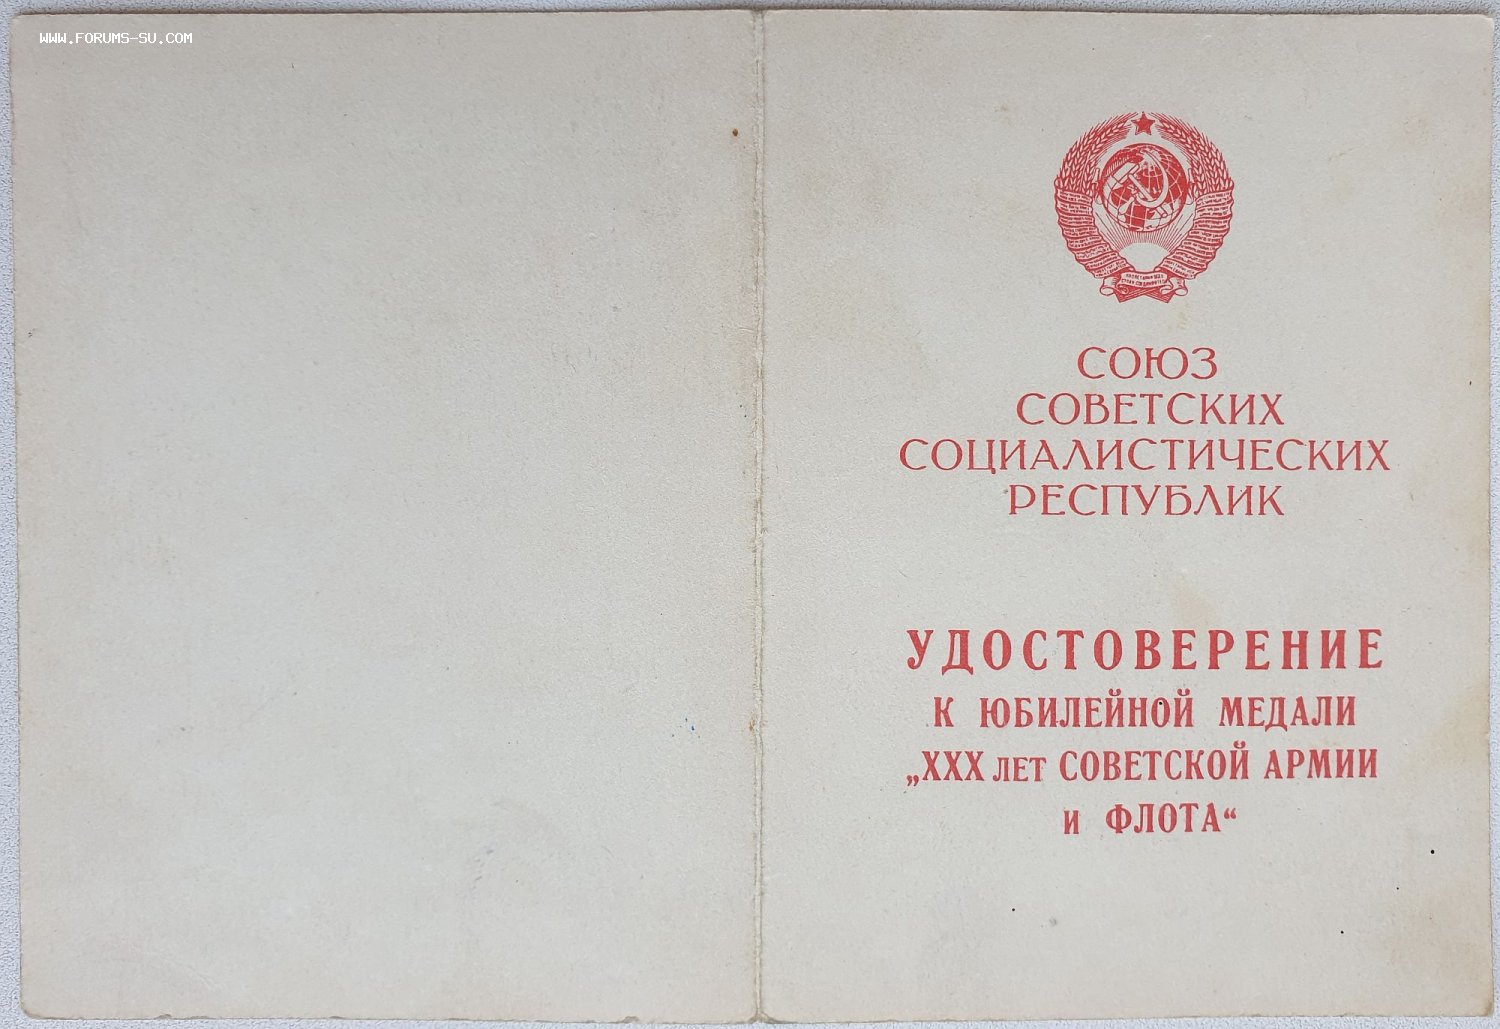 WWW.FORUMS-SU.COM
СОЮЗ
СОВЕТСКИХ
СОЦИАЛИСТИЧЕСКИХ
РЕСПУБЛИК
УДОСТОВЕРЕНИЕ
К ЮБИЛЕЙНОЙ МЕДАЛИ
„XXX ЛЕТ СОВЕТСКОЙ АРМИИ
И ФЛОТА“